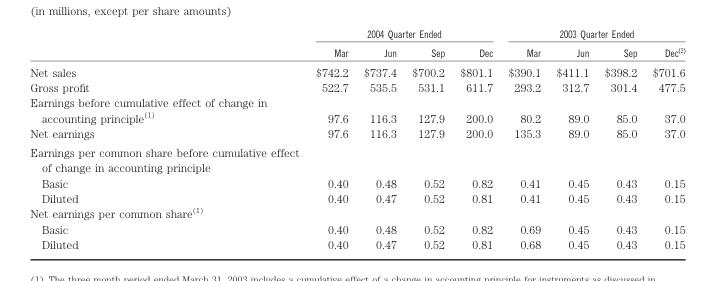 (in millions, except per share amounts)
2004 Quarter Ended 2003 Quarter Ended
Mar Jun Sep Dec Mar Jun Sep Dec(2)
Net sales $742.2 $737.4 $700.2 $801.1 $390.1 $411.1 $398.2 $701.6
Gross profit 522.7 535.5 531.1 611.7 293.2 312.7 301.4 477.5
Earnings before cumulative effect of change in
accounting principle(1) 97.6 116.3 127.9 200.0 80.2 89.0 85.0 37.0
Net earnings 97.6 116.3 127.9 200.0 135.3 89.0 85.0 37.0
Earnings per common share before cumulative effect
of change in accounting principle
Basic 0.40 0.48 0.52 0.82 0.41 0.45 0.43 0.15
Diluted 0.40 0.47 0.52 0.81 0.41 0.45 0.43 0.15
Net earnings per common share(1)
Basic 0.40 0.48 0.52 0.82 0.69 0.45 0.43 0.15
Diluted 0.40 0.47 0.52 0.81 0.68 0.45 0.43 0.15
(1) The three month period ended March 31, 2003 includes a cumulative effect of a change in accounting principle for instruments as discussed in